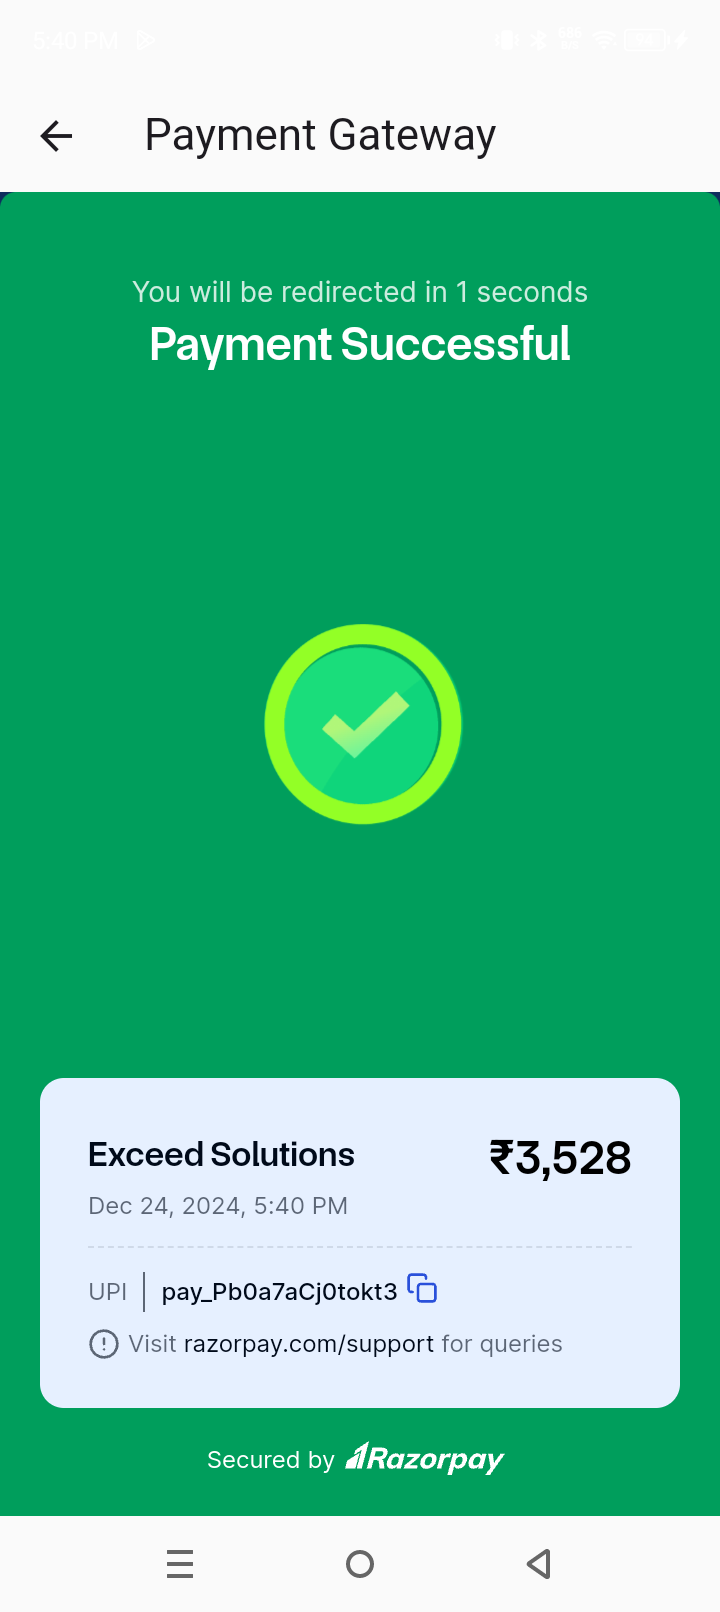 5:40 PM
Payment Gateway
You will be redirected in 1 seconds
Payment Successful
Exceed Solutions ₹3,528
Dec 24, 2024, 5:40 PM
UPI pay_Pb0a7aCj0tokt3
Visit razorpay.com/support for queries
Secured by Razorpay